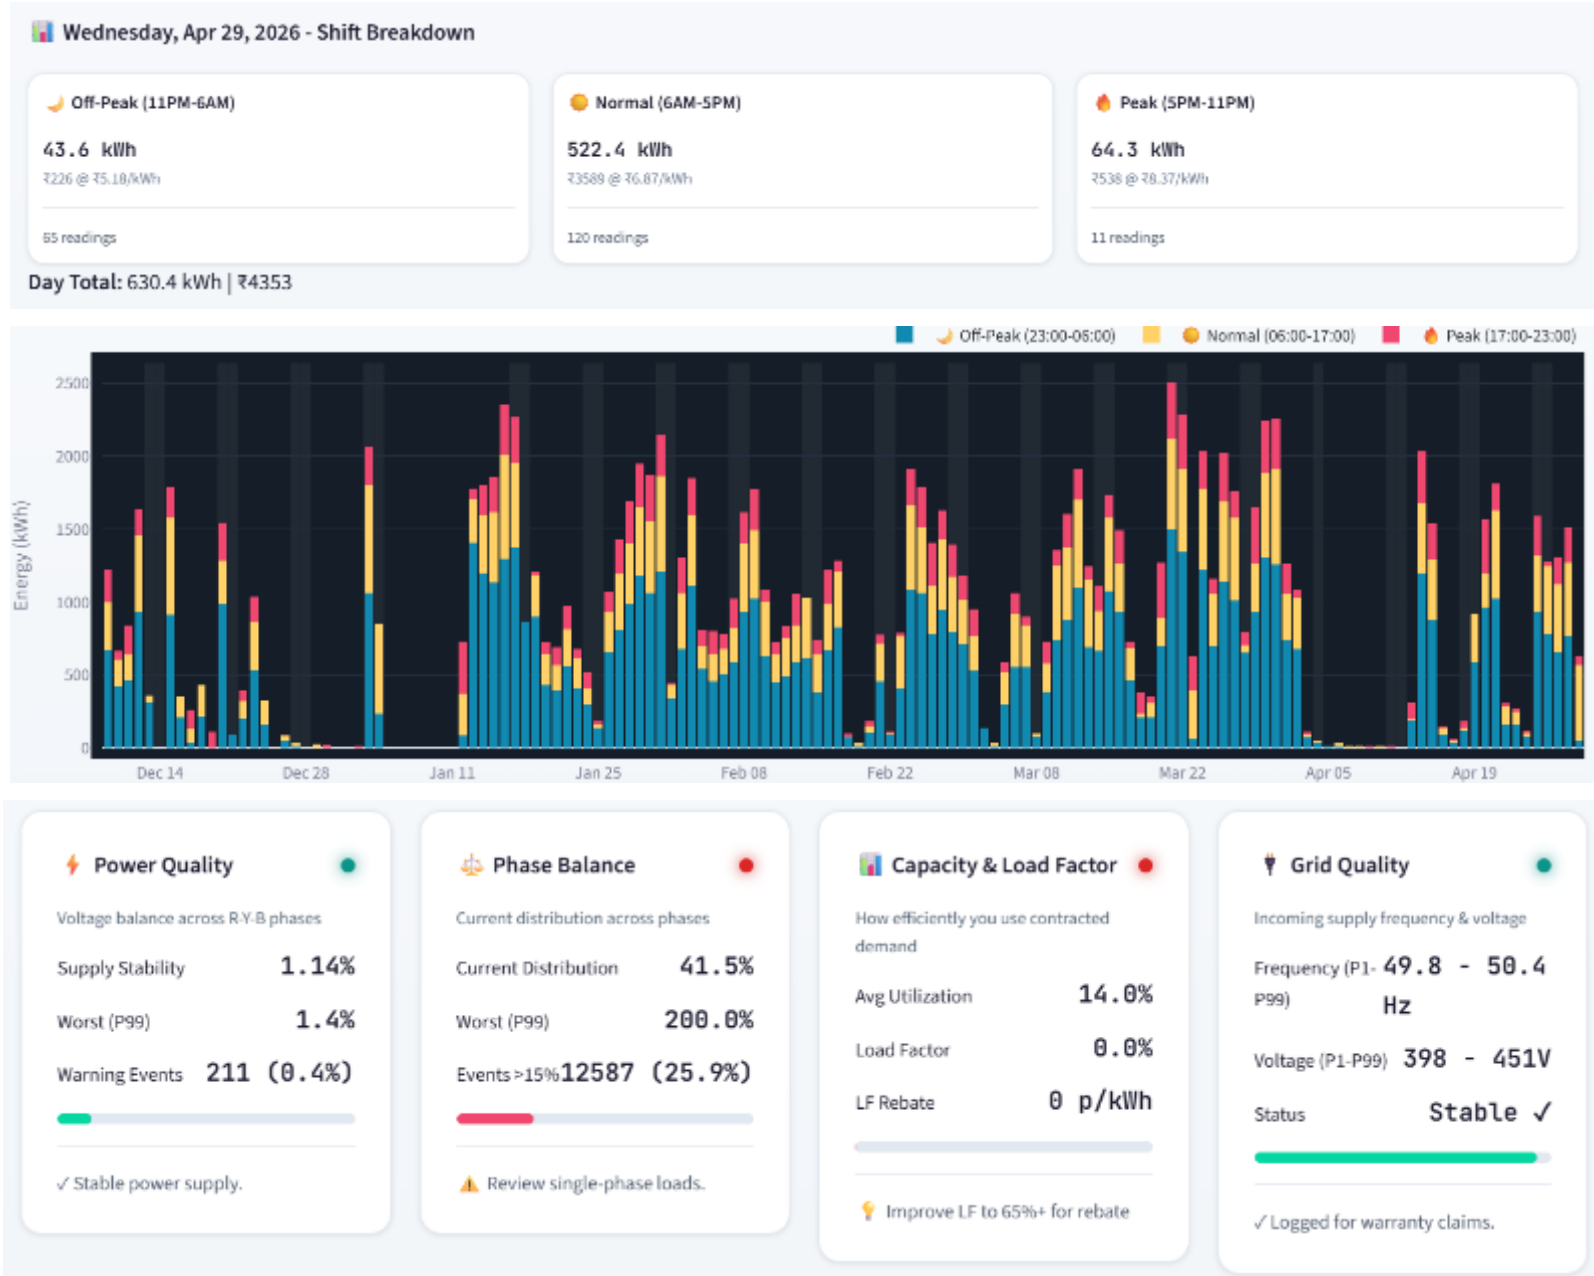 Wednesday, Apr 29, 2026 - Shift Breakdown
Off-Peak (11PM-6AM)
43.6 kWh
₹226 @ ₹5.18/kWh
65 readings
Normal (6AM-5PM)
522.4 kWh
₹3589 @ ₹6.87/kWh
120 readings
Peak (5PM-11PM)
64.3 kWh
₹538 @ ₹8.37/kWh
11 readings
Day Total: 630.4 kWh | ₹4353
Off-Peak (23:00-06:00)
Normal (06:00-17:00)
Peak (17:00-23:00)
Energy (kWh)
2500
2000
1500
1000
500
0
Dec 14
Dec 28
Jan 11
Jan 25
Feb 08
Feb 22
Mar 08
Mar 22
Apr 05
Apr 19
Power Quality
Voltage balance across R-Y-B phases
Supply Stability 1.14%
Worst (P99) 1.4%
Warning Events 211 (0.4%)
✓ Stable power supply.
Phase Balance
Current distribution across phases
Current Distribution 41.5%
Worst (P99) 200.0%
Events >15% 12587 (25.9%)
Review single-phase loads.
Capacity & Load Factor
How efficiently you use contracted
demand
Avg Utilization 14.0%
Load Factor 0.0%
LF Rebate 0 p/kWh
Improve LF to 65%+ for rebate
Grid Quality
Incoming supply frequency & voltage
Frequency (P1- 49.8 - 50.4
P99) Hz
Voltage (P1-P99) 398 - 451V
Status Stable ✓
✓ Logged for warranty claims.